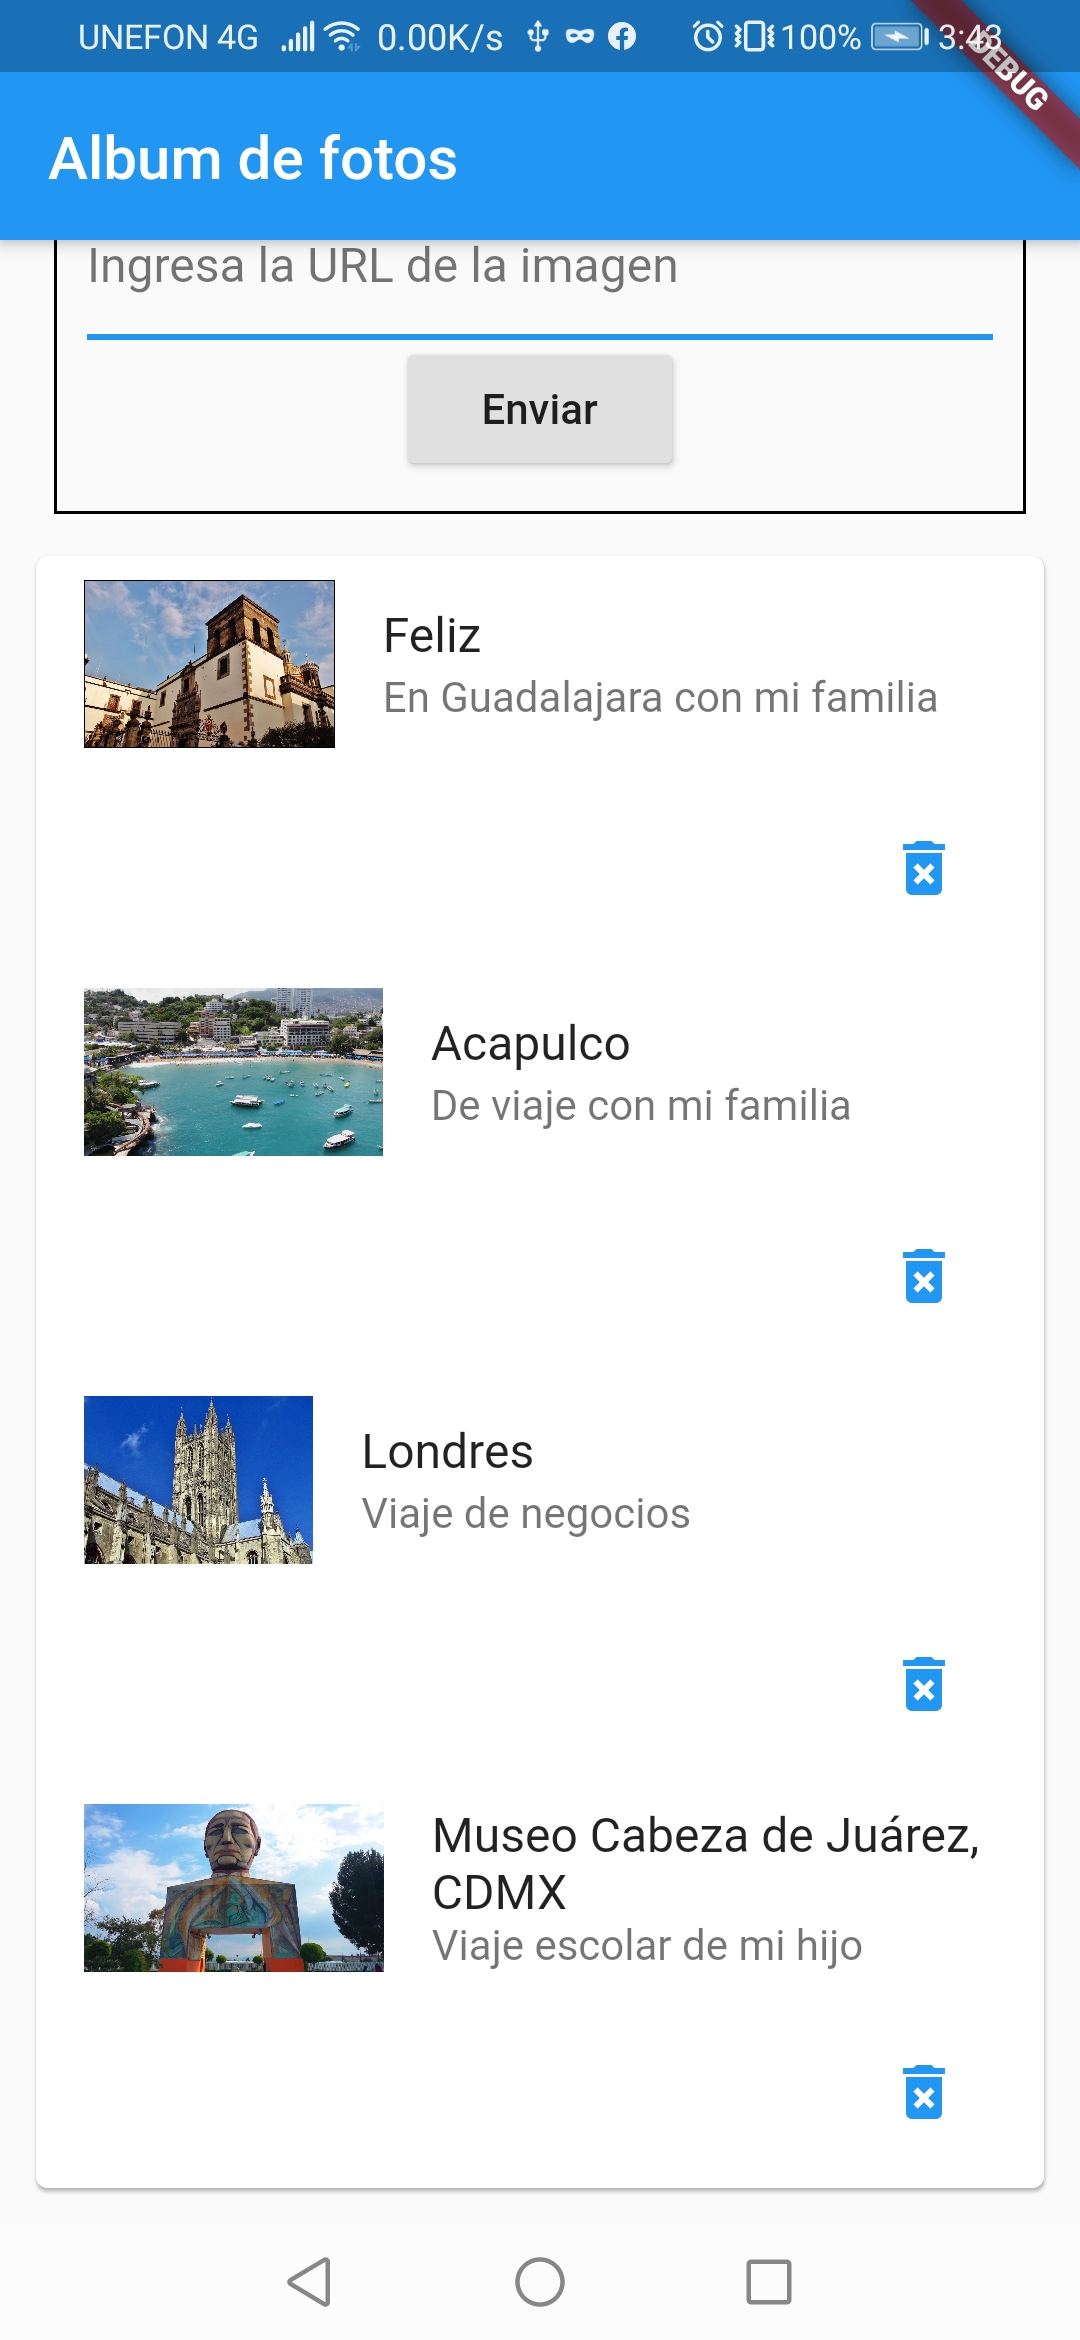 UNEFON 4G 0.00K/s 100% 3:43
DEBUG
Album de fotos
Ingresa la URL de la imagen
Enviar
Feliz
En Guadalajara con mi familia
Acapulco
De viaje con mi familia
Londres
Viaje de negocios
Museo Cabeza de Juárez,
CDMX
Viaje escolar de mi hijo